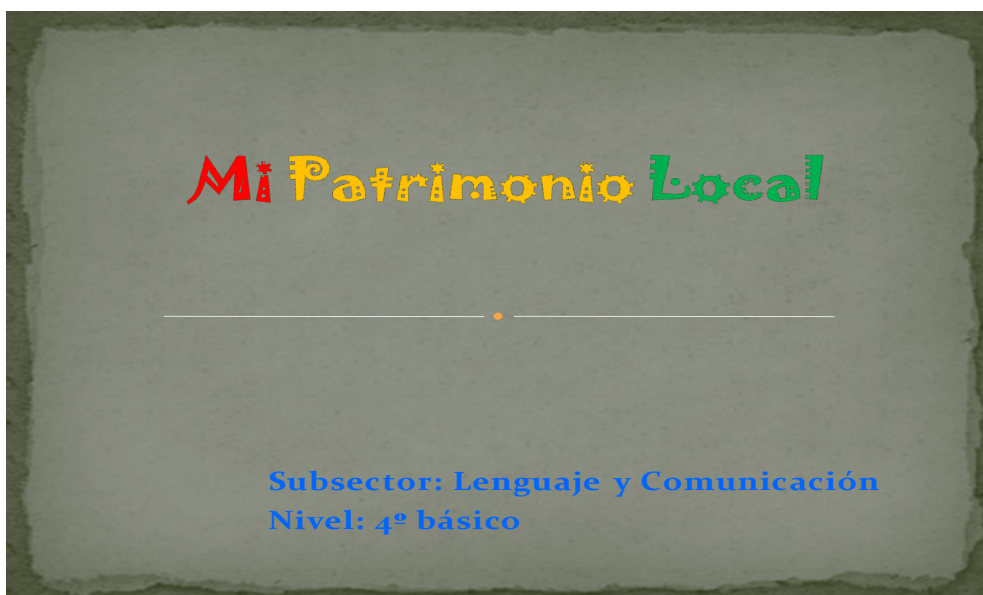 Mi Patrimonio Local
Subsector: Lenguaje y Comunicación
Nivel: 4º básico